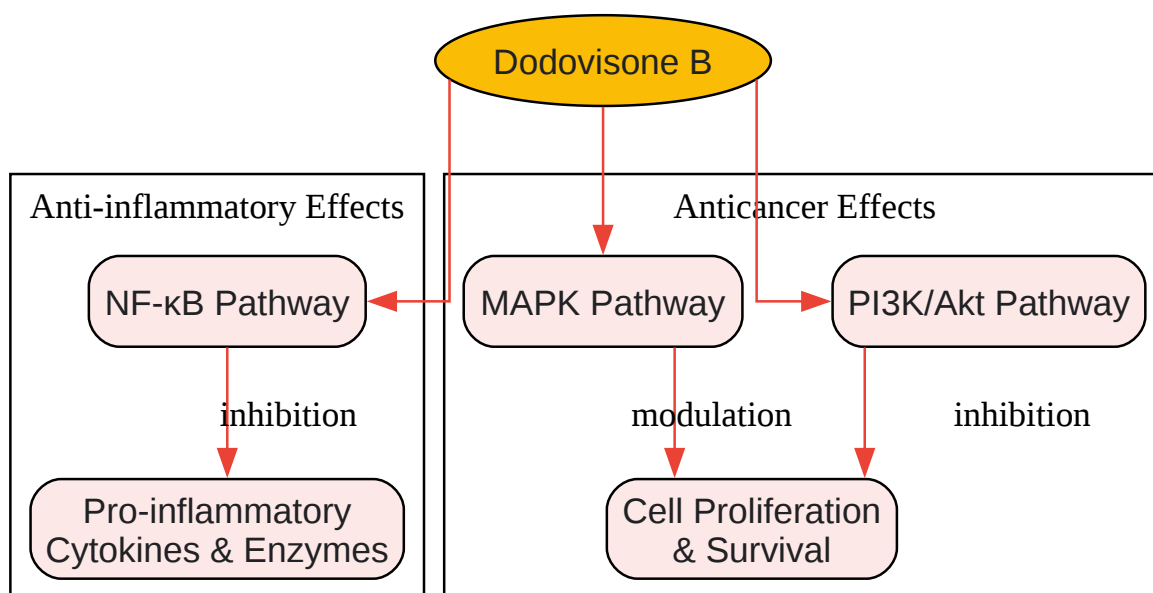 Dodovisone B
Anti-inflammatory Effects
Anticancer Effects
NF-κB Pathway
MAPK Pathway
PI3K/Akt Pathway
inhibition
modulation
inhibition
Pro-inflammatory
Cytokines & Enzymes
Cell Proliferation
& Survival